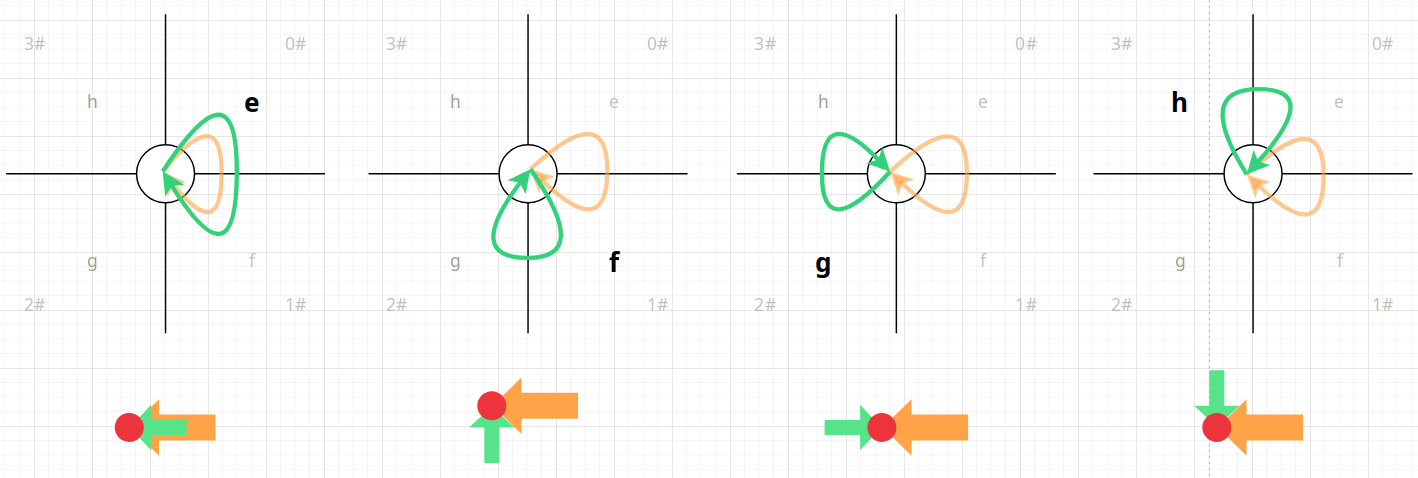 3# 0# 3# 0# 3# 0# 3# 0#
h e h e h e h e
g f g f g f g f
2# 1# 2# 1# 2# 1# 2# 1#